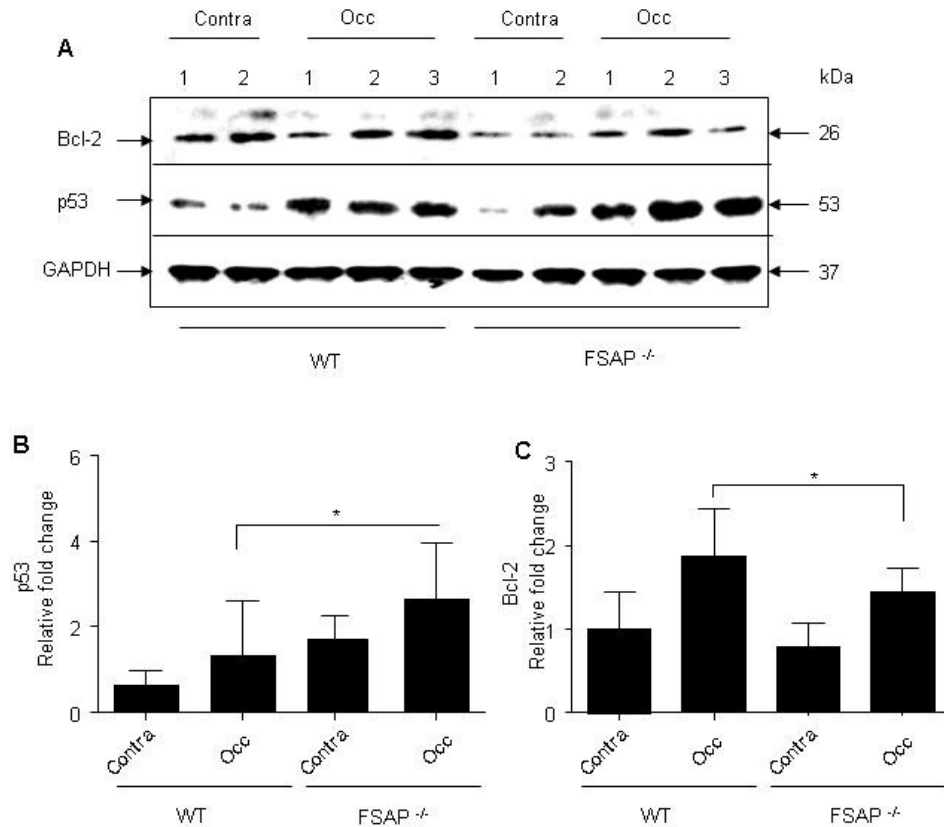 Contra Occ Contra Occ
A
1 2 1 2 3 1 2 1 2 3 kDa
Bcl-2 26
p53 53
GAPDH 37
WT FSAP -/-
B
p53
Relative fold change
6
4
2
0
*
Contra Occ Contra Occ
WT FSAP -/-
C
Bcl-2
Relative fold change
3
2
1
0
*
Contra Occ Contra Occ
WT FSAP -/-